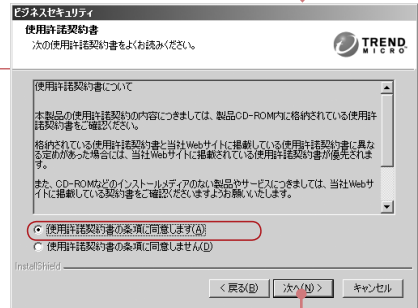 ビジネスセキュリティ
使用許諾契約書
次の使用許諾契約書をよくお読みください。
TREND
MICRO
使用許諾契約書について
本製品の使用許諾契約の内容につきましては、製品CD-ROM内に格納されている使用許
諾契約書をご確認ください。
格納されている使用許諾契約書と当社Webサイトに掲載している使用許諾契約書に異な
る定めがあった場合には、当社Webサイトに掲載されている使用許諾契約書が優先されま
す。
また、CD-ROMなどのインストールメディアのない製品やサービスにつきましては、当社Webサ
イトに掲載している契約書をご確認くださいますようお願いいたします。
使用許諾契約書の条項に同意します(A)
使用許諾契約書の条項に同意しません(D)
InstallShield
< 戻る(B)
次へ(N) >
キャンセル